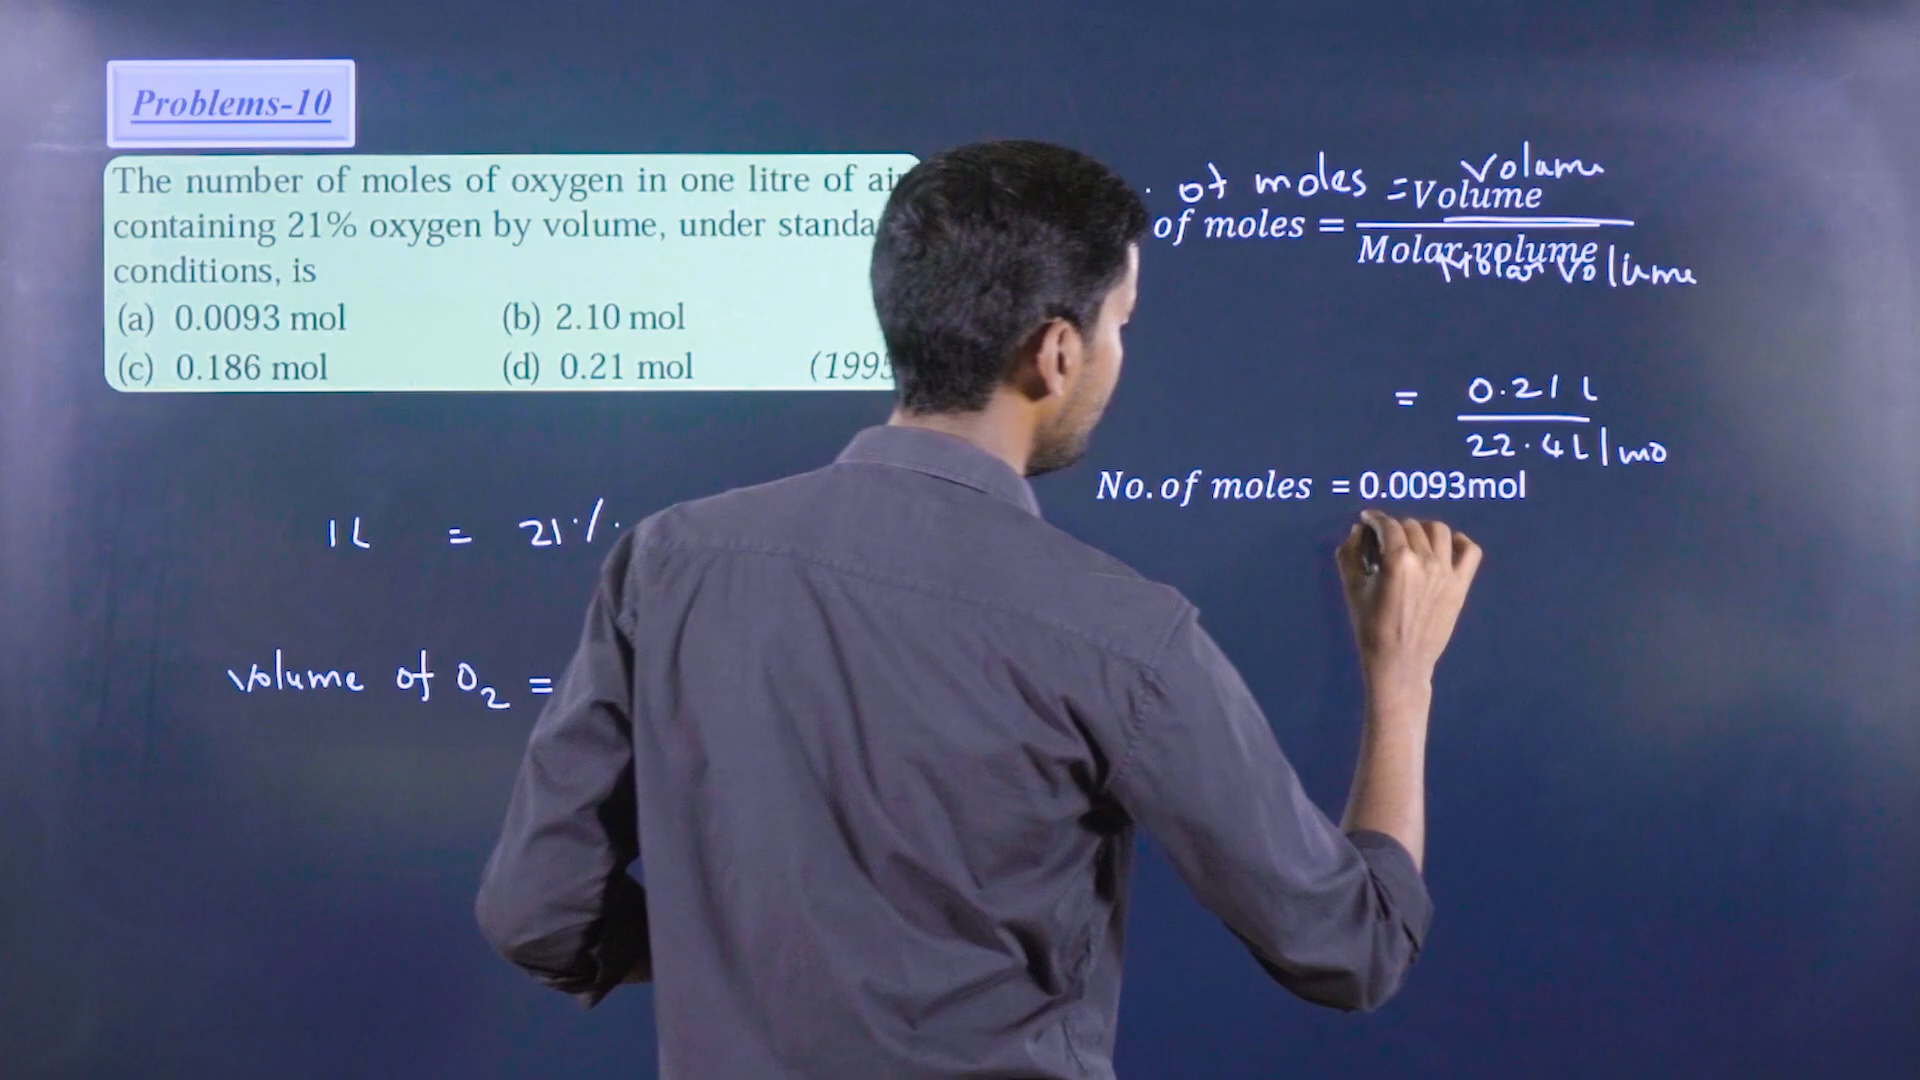 Problems-10
The number of moles of oxygen in one litre of air
containing 21% oxygen by volume, under standa
conditions, is
(a) 0.0093 mol (b) 2.10 mol
(c) 0.186 mol (d) 0.21 mol (1995
1L = 21%.
Volume of O2 =
. of moles = Volume
Molar Volume
of moles = Volume
Molar volume
= 0.21 L
22.4L/mo
No. of moles = 0.0093mol